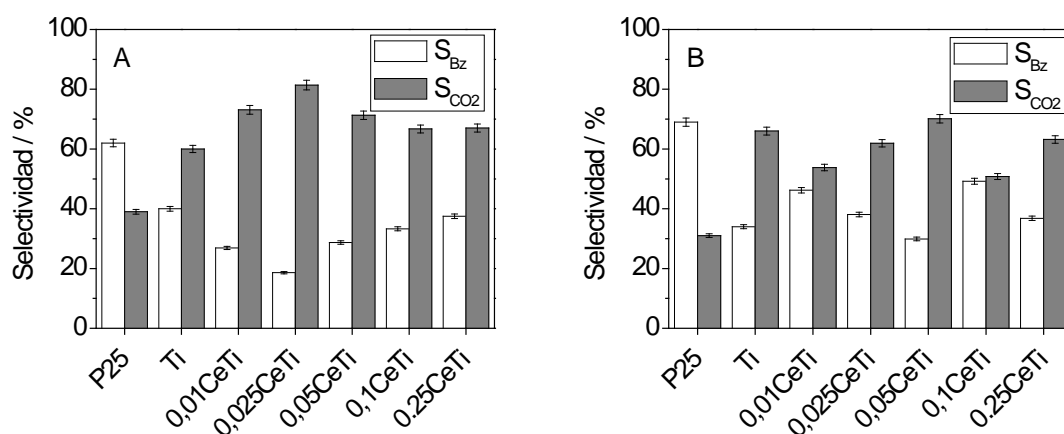 A
S_Bz
S_CO2
Selectividad / %
100
80
60
40
20
0
P25
Ti
0,01CeTi
0,025CeTi
0,05CeTi
0,1CeTi
0.25CeTi
B
S_Bz
S_CO2
Selectividad / %
100
80
60
40
20
0
P25
Ti
0,01CeTi
0,025CeTi
0,05CeTi
0,1CeTi
0.25CeTi